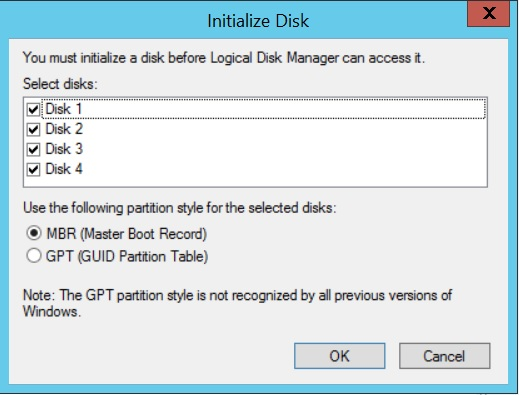 Initialize Disk
X
You must initialize a disk before Logical Disk Manager can access it.
Select disks:
Disk 1
Disk 2
Disk 3
Disk 4
Use the following partition style for the selected disks:
MBR (Master Boot Record)
GPT (GUID Partition Table)
Note: The GPT partition style is not recognized by all previous versions of
Windows.
OK
Cancel